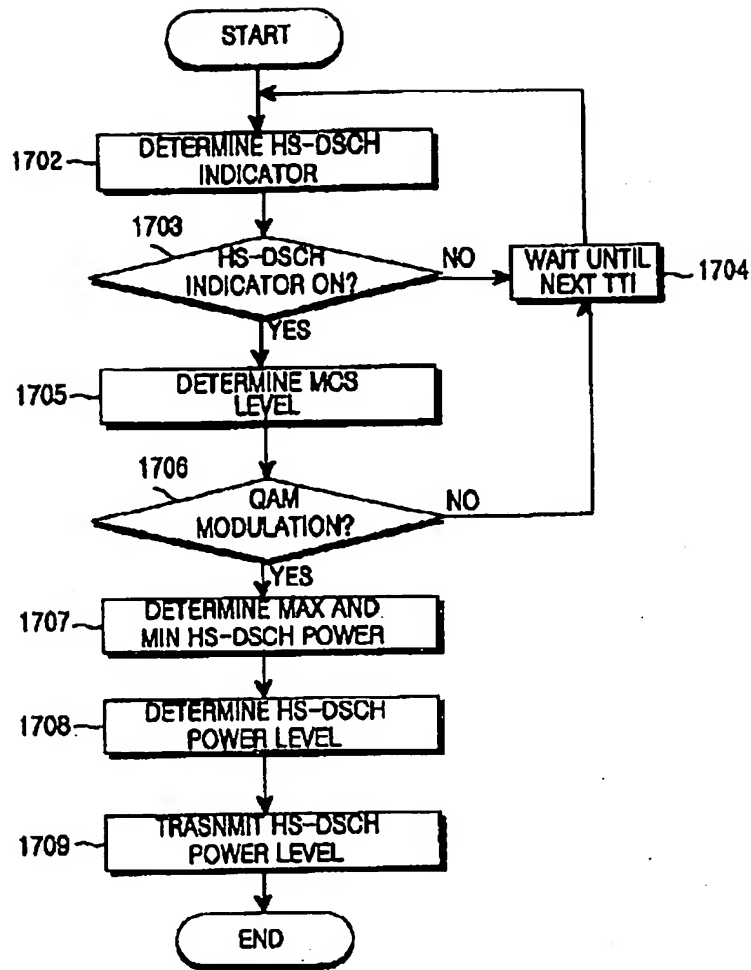 START
1702
DETERMINE HS-DSCH
INDICATOR
1703
HS-DSCH
INDICATOR ON?
NO
WAIT UNTIL
NEXT TTI
1704
YES
1705
DETERMINE MCS
LEVEL
1706
QAM
MODULATION?
NO
YES
1707
DETERMINE MAX AND
MIN HS-DSCH POWER
1708
DETERMINE HS-DSCH
POWER LEVEL
1709
TRASNMIT HS-DSCH
POWER LEVEL
END